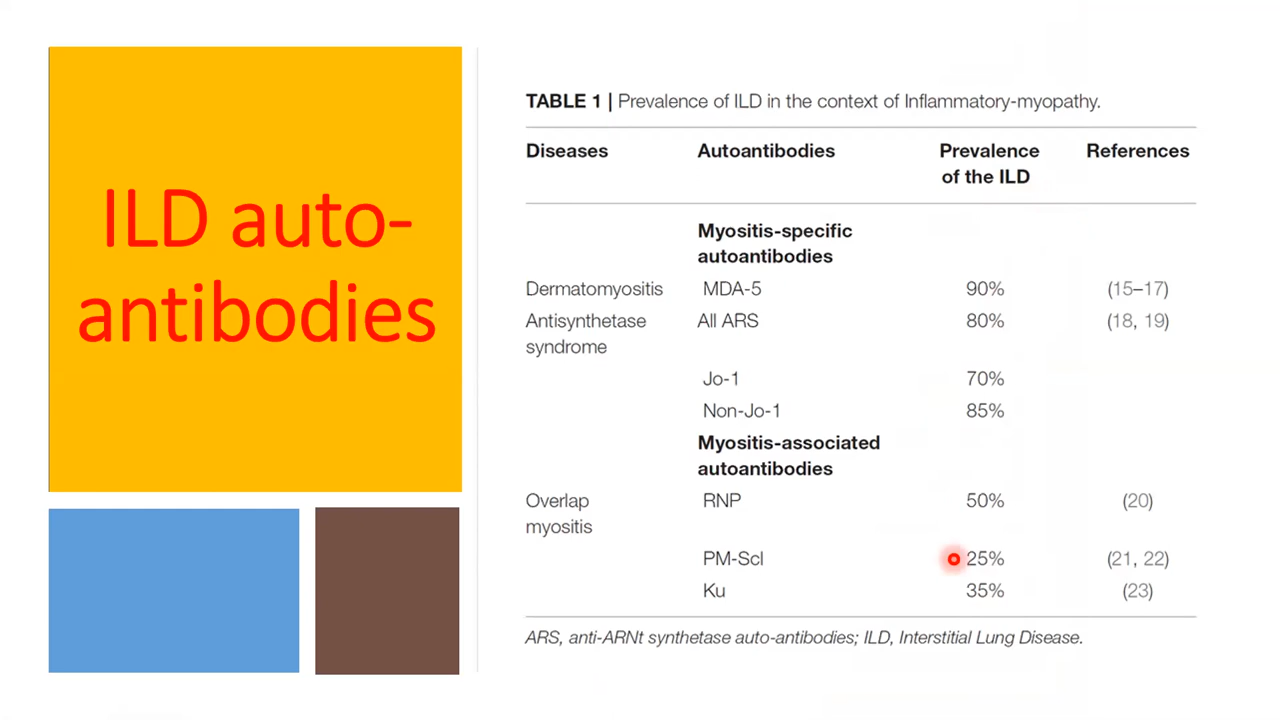 ILD auto-
antibodies
TABLE 1 | Prevalence of ILD in the context of Inflammatory-myopathy.
Diseases Autoantibodies Prevalence of the ILD References
Myositis-specific
autoantibodies
Dermatomyositis MDA-5 90% (15–17)
Antisynthetase All ARS 80% (18, 19)
syndrome
Jo-1 70%
Non-Jo-1 85%
Myositis-associated
autoantibodies
Overlap RNP 50% (20)
myositis
PM-Scl 25% (21, 22)
Ku 35% (23)
ARS, anti-ARNt synthetase auto-antibodies; ILD, Interstitial Lung Disease.